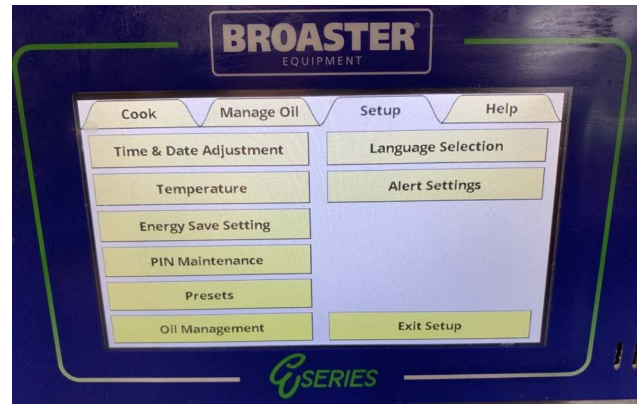 BROASTER
EQUIPMENT
Cook
Manage Oil
Setup
Help
Time & Date Adjustment
Language Selection
Temperature
Alert Settings
Energy Save Setting
PIN Maintenance
Presets
Oil Management
Exit Setup
E SERIES